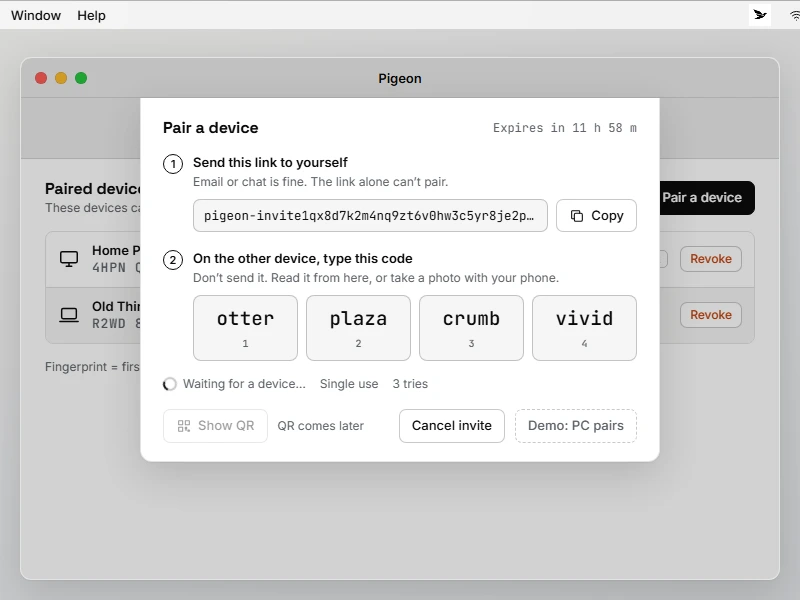 Window Help
Pigeon
Pair a device
Expires in 11 h 58 m
1 Send this link to yourself
Email or chat is fine. The link alone can’t pair.
pigeon-invite1qx8d7k2m4nq9zt6v0hw3c5yr8je2p…
Copy
2 On the other device, type this code
Don’t send it. Read it from here, or take a photo with your phone.
otter plaza crumb vivid
1 2 3 4
Waiting for a device… Single use 3 tries
Show QR QR comes later Cancel invite Demo: PC pairs
Paired
These devices
Pair a device
Home
4HPN
Revoke
Old
R2WD
Revoke
Fingerprint =